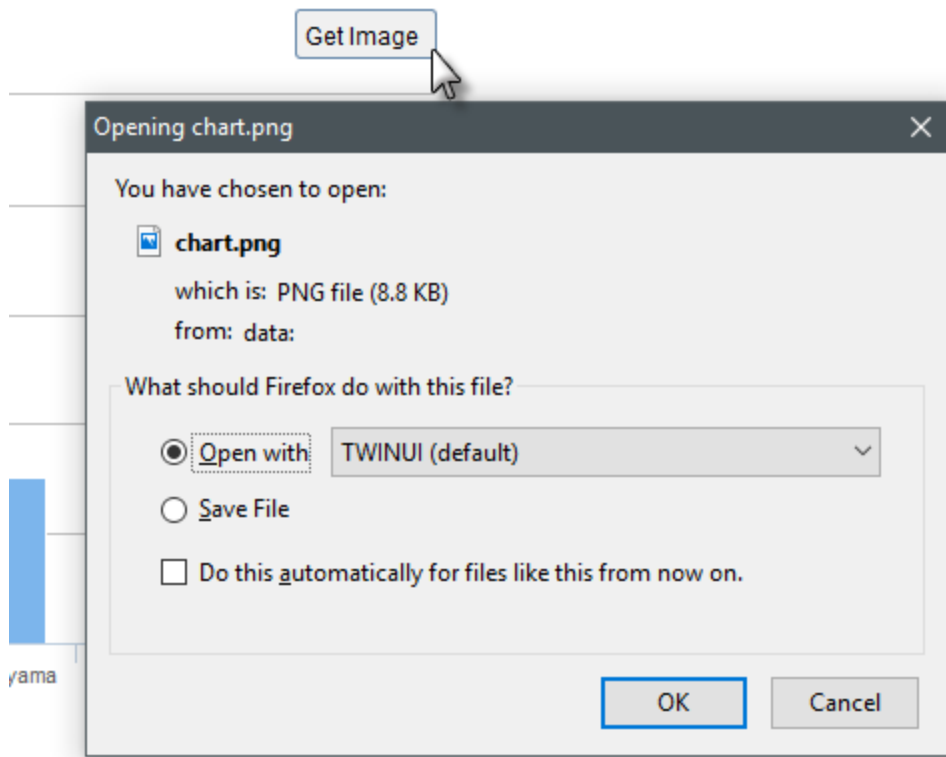 Get Image
Opening chart.png
You have chosen to open:
chart.png
which is: PNG file (8.8 KB)
from: data:
What should Firefox do with this file?
Open with TWINUI (default)
Save File
Do this automatically for files like this from now on.
yama
OK Cancel